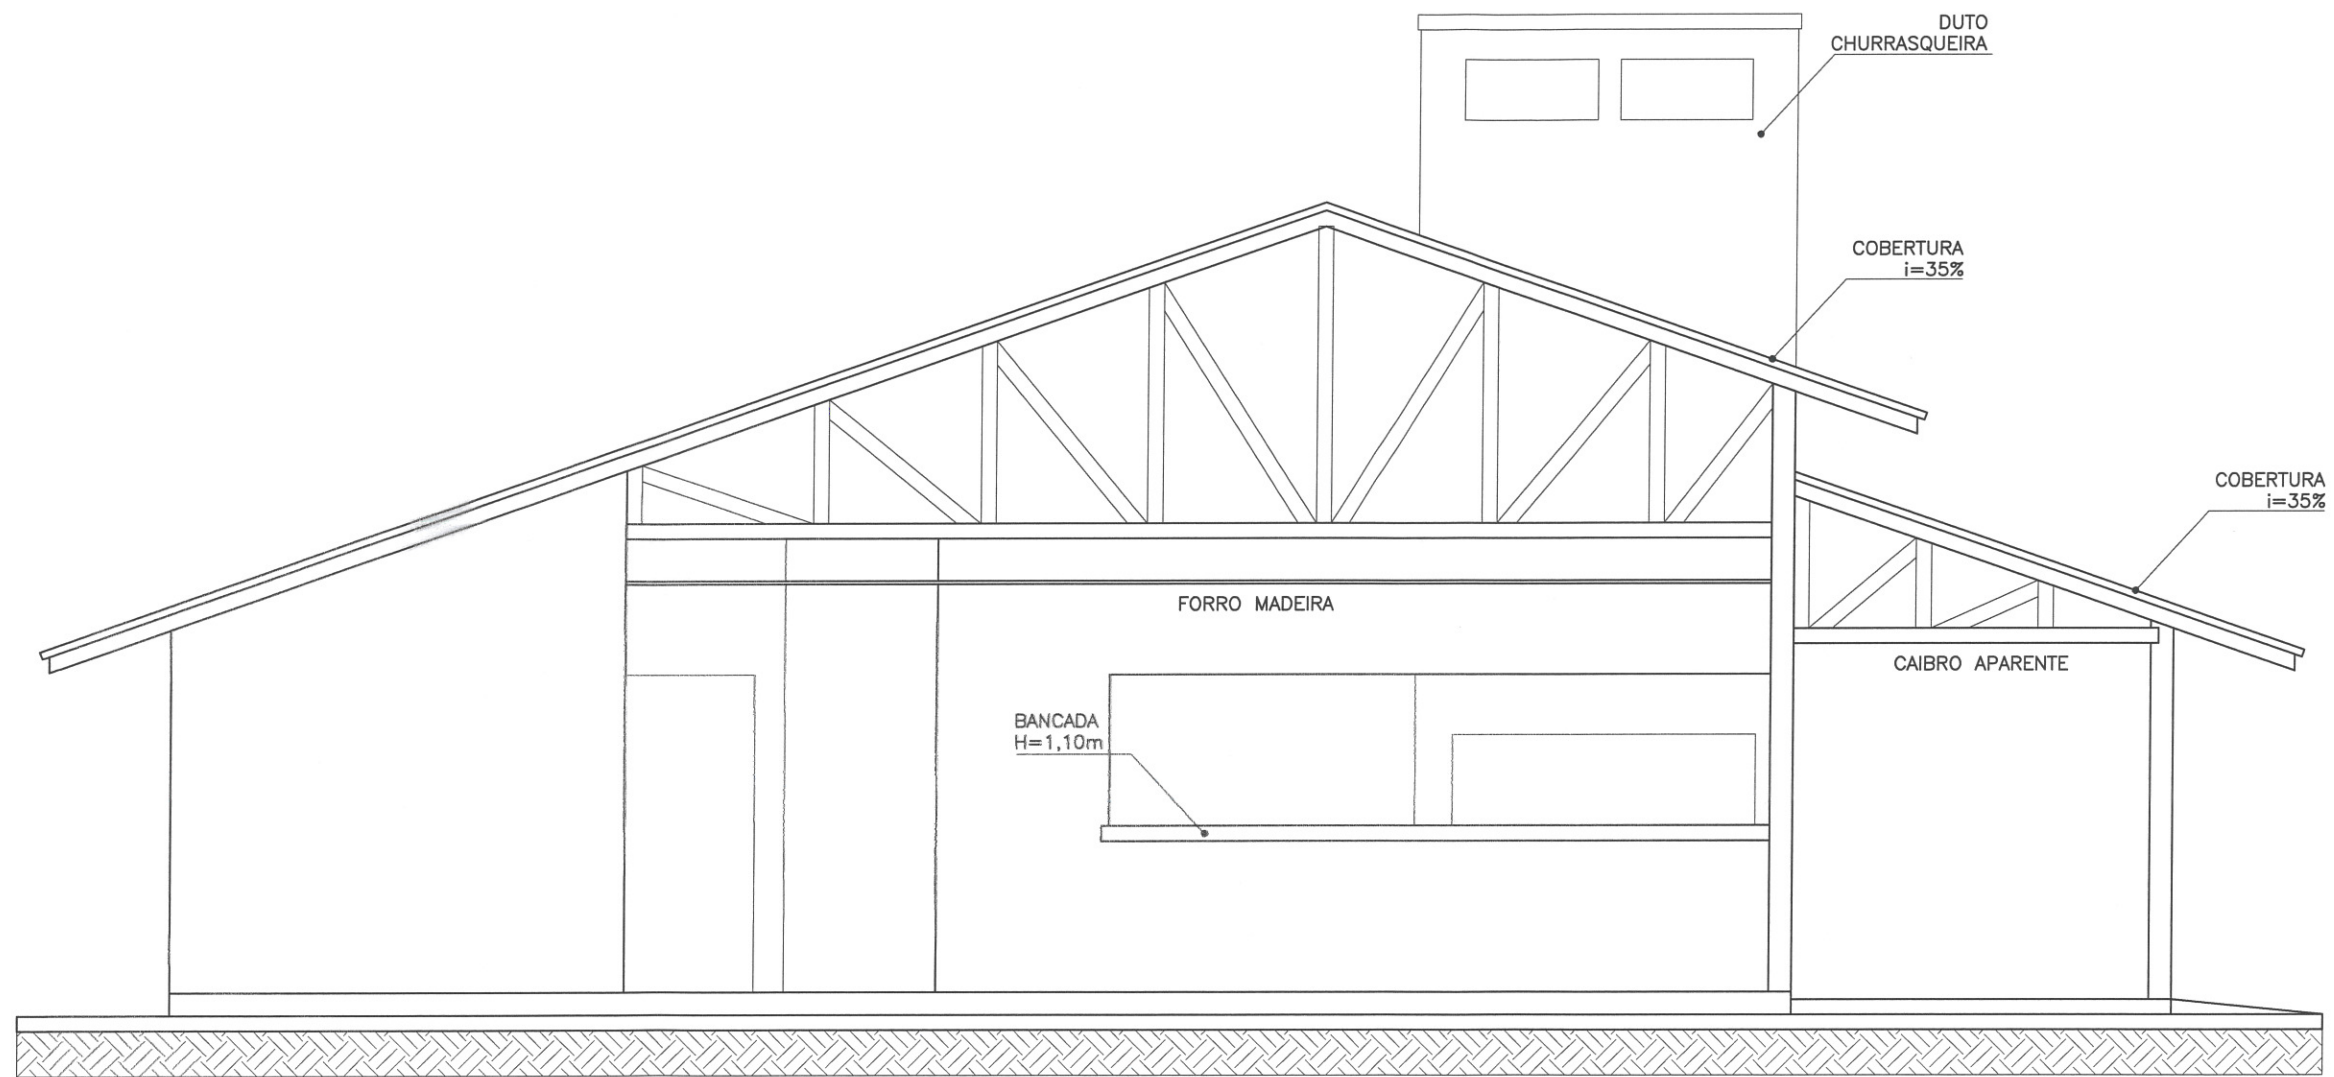 DUTO
CHURRASQUEIRA
COBERTURA
i=35%
COBERTURA
i=35%
FORRO MADEIRA
CAIBRO APARENTE
BANCADA
H=1,10m